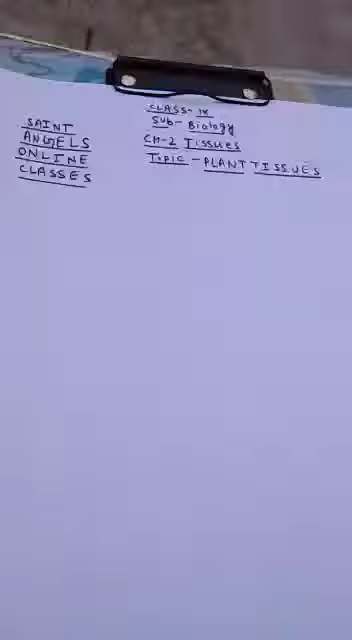 SAINT
ANGELS
ONLINE
CLASSES
CLASS- IX
Sub- Biology
CH-2 Tissues
Topic - PLANT TISSUES